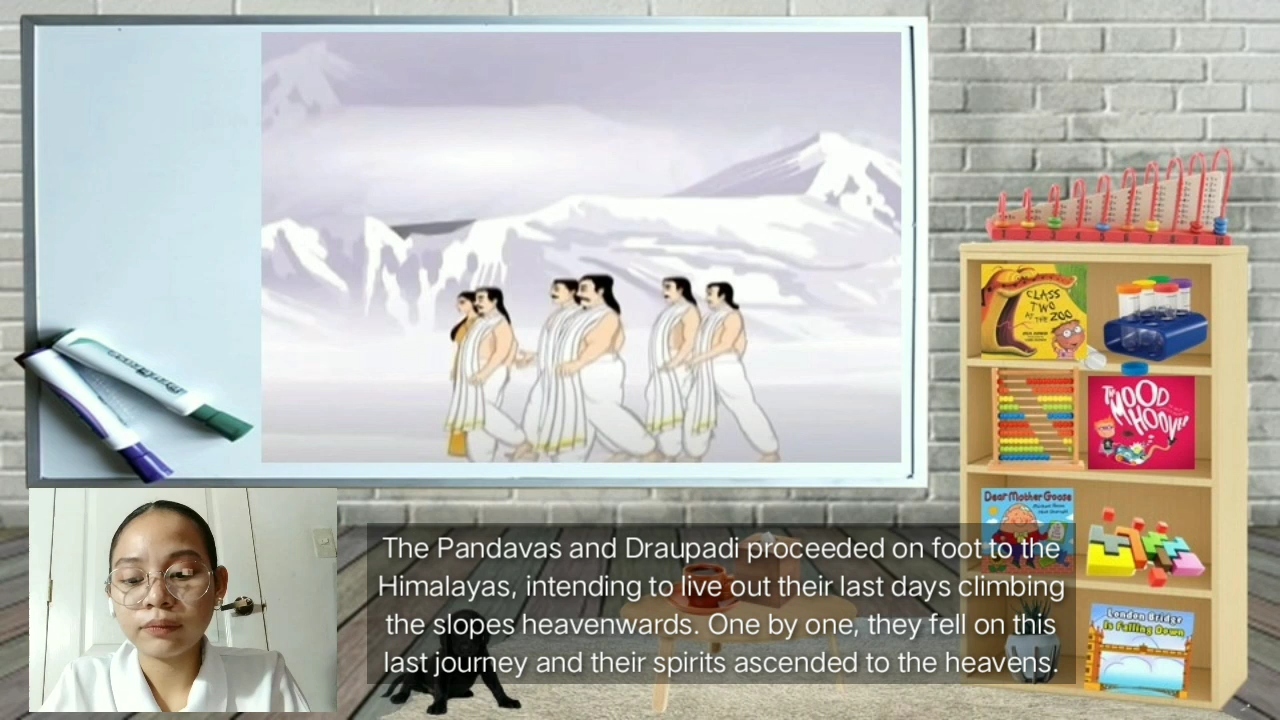 CLASS
TWO
AT THE ZOO
The
MOOD
HOOVER
Dear Mother Goose
London Bridge
Is Falling Down
The Pandavas and Draupadi proceeded on foot to the
Himalayas, intending to live out their last days climbing
the slopes heavenwards. One by one, they fell on this
last journey and their spirits ascended to the heavens.